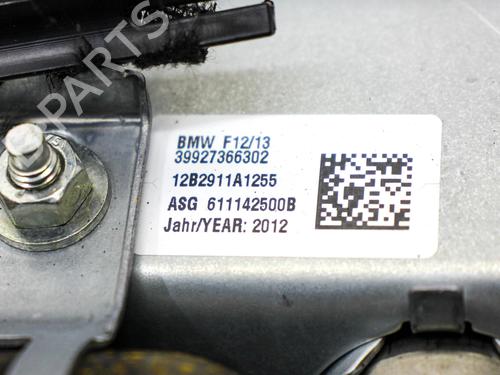 BMW F12/13
39927366302
12B2911A1255
ASG 611142500B
Jahr/YEAR: 2012
PARTS